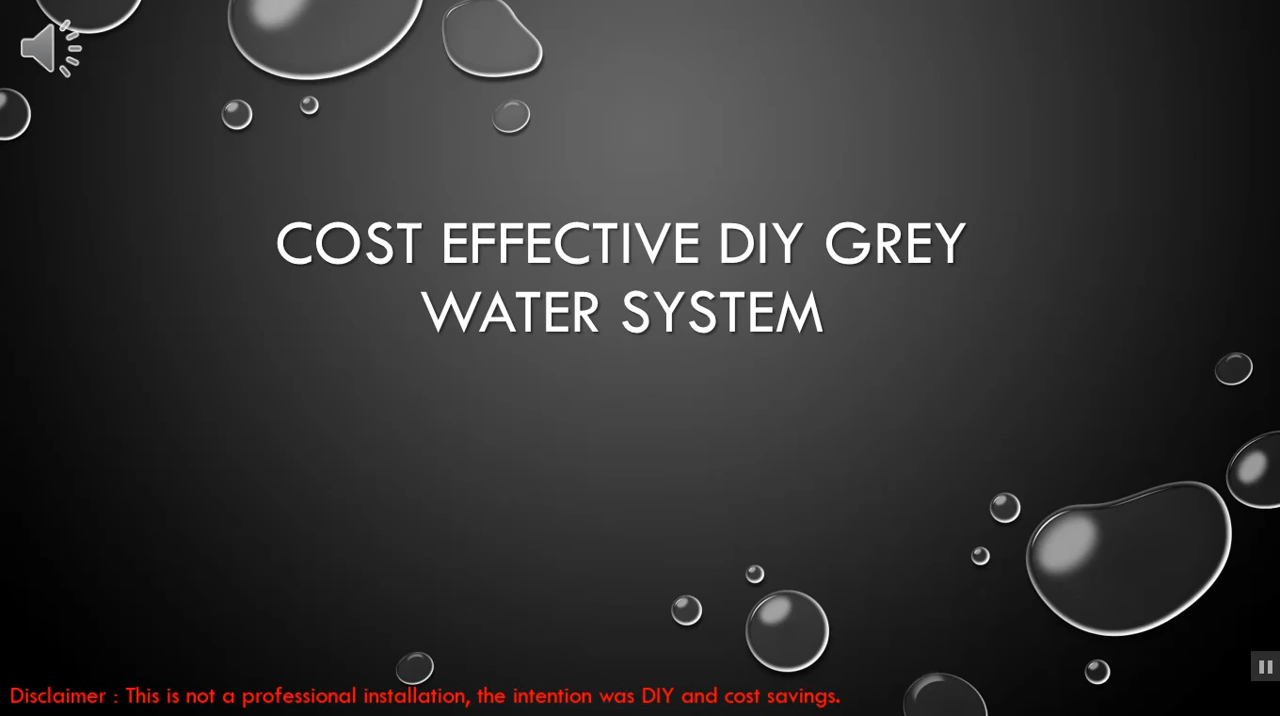 COST EFFECTIVE DIY GREY
WATER SYSTEM
Disclaimer : This is not a professional installation, the intention was DIY and cost savings.